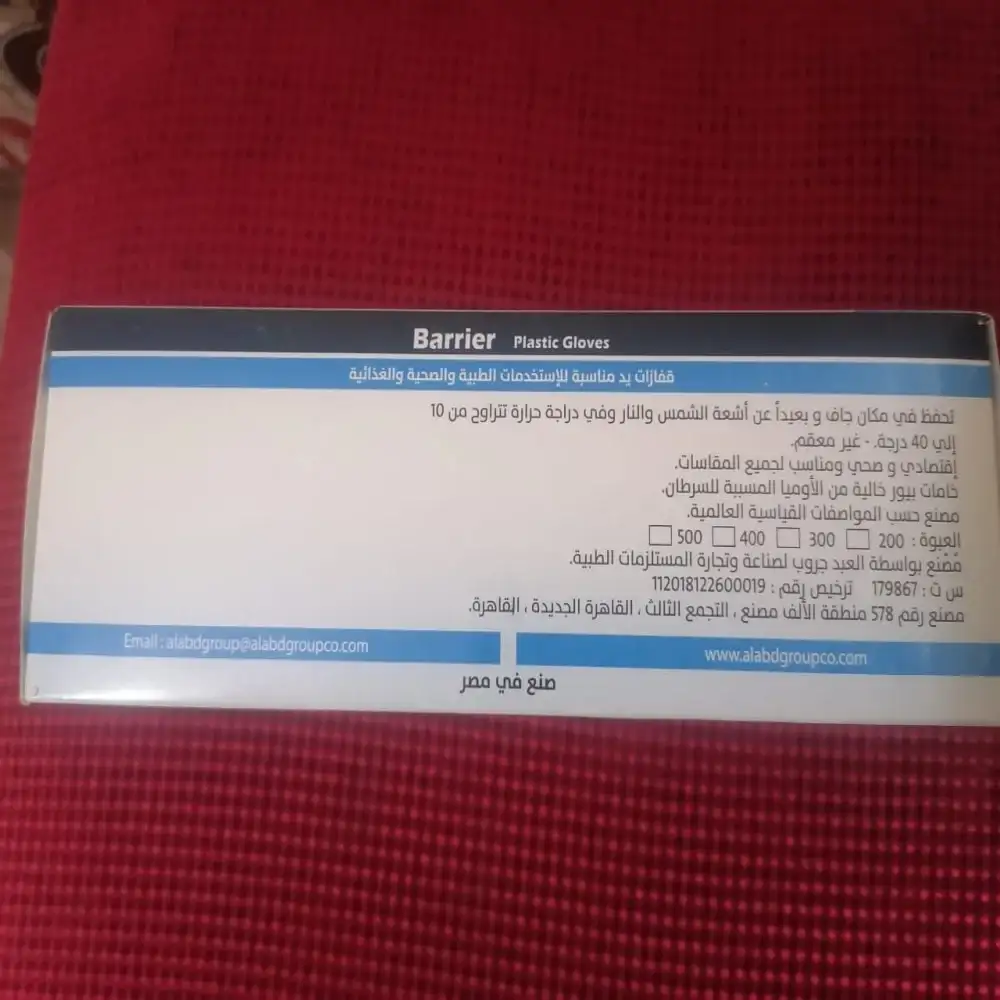 Barrier Plastic Gloves
قفازات يد مناسبة للإستخدمات الطبية والصحية والغذائية
تحفظ في مكان جاف و بعيداً عن أشعة الشمس والنار وفي دراجة حرارة تتراوح من 10
إلي 40 درجة. - غير معقم.
إقتصادي و صحي ومناسب لجميع المقاسات.
خامات بيور خالية من الأوميا المسببة للسرطان.
مصنع حسب المواصفات القياسية العالمية.
العبوة : 200 300 400 500
مُصْنع بواسطة العبد جروب لصناعة وتجارة المستلزمات الطبية.
س ت : 179867 ترخيص رقم : 112018122600019
مصنع رقم 578 منطقة الألف مصنع ، التجمع الثالث ، القاهرة الجديدة ، القاهرة.
Email : alabdgroup@alabdgroupco.com
www.alabdgroupco.com
صنع في مصر